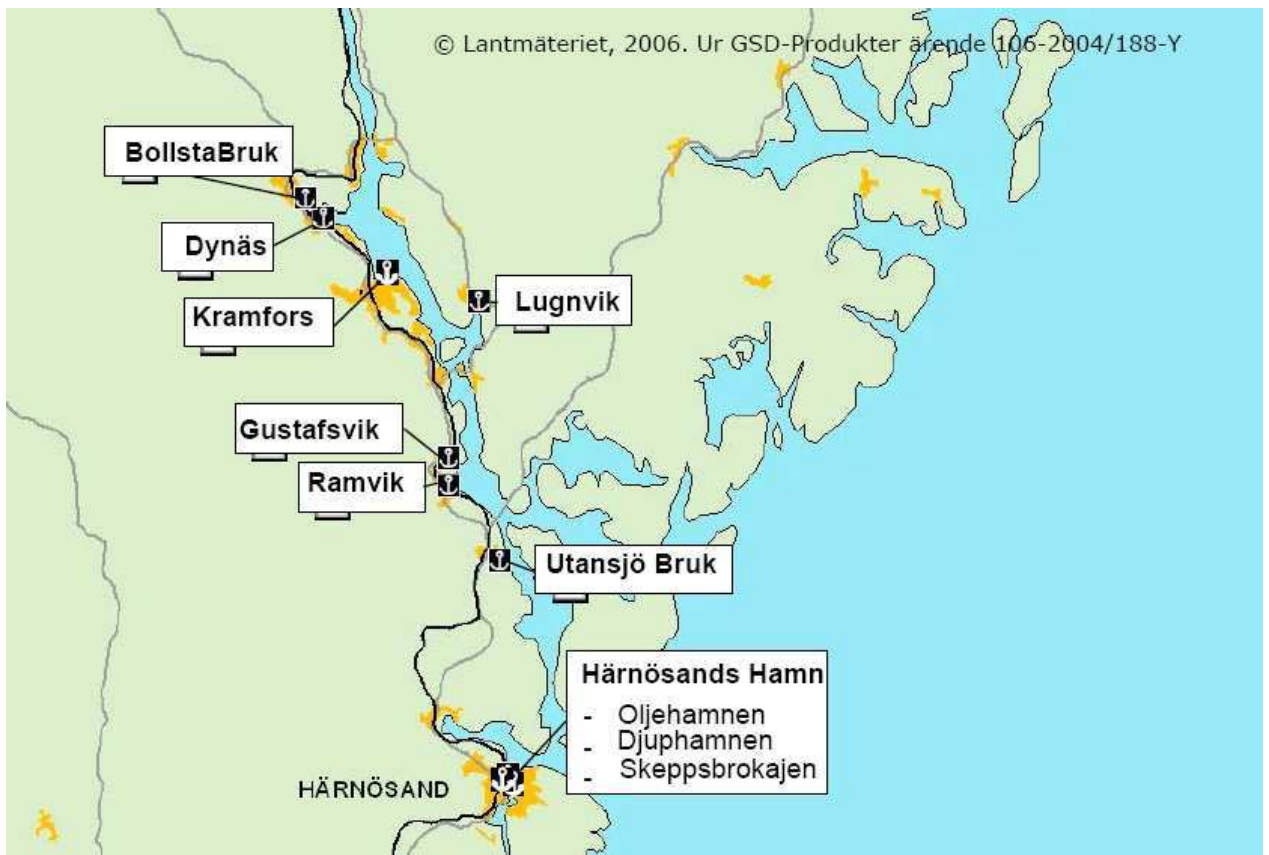 © Lantmäteriet, 2006. Ur GSD-Produkter ärende 106-2004/188-Y
BollstaBruk
Dynäs
Kramfors
Lugnvik
Gustafsvik
Ramvik
Utansjö Bruk
Härnösands Hamn
- Oljehamnen
- Djuphamnen
- Skeppsbrokajen
HÄRNÖSAND